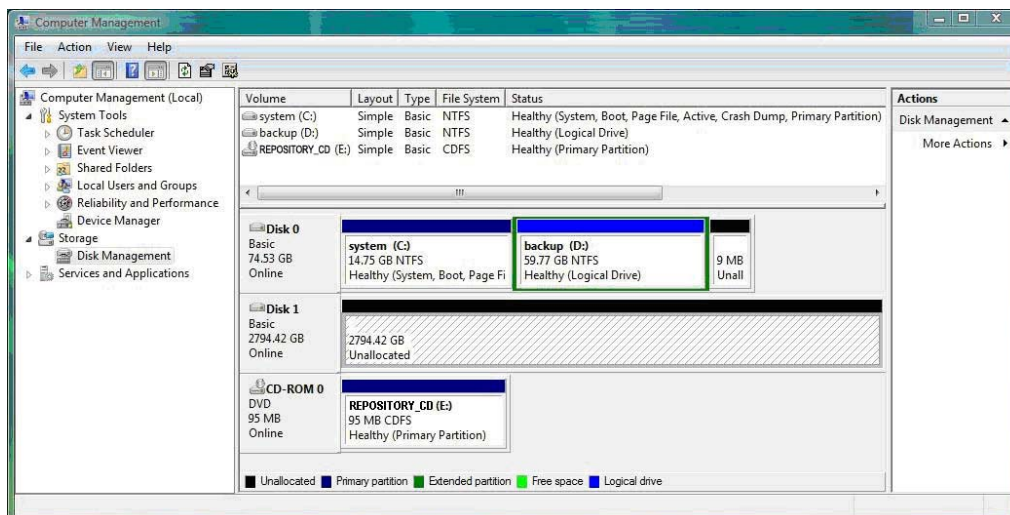 Computer Management
File Action View Help
Computer Management (Local)
System Tools
Task Scheduler
Event Viewer
Shared Folders
Local Users and Groups
Reliability and Performance
Device Manager
Storage
Disk Management
Services and Applications
Volume Layout Type File System Status
system (C:) Simple Basic NTFS Healthy (System, Boot, Page File, Active, Crash Dump, Primary Partition)
backup (D:) Simple Basic NTFS Healthy (Logical Drive)
REPOSITORY_CD (E:) Simple Basic CDFS Healthy (Primary Partition)
Disk 0
Basic
74.53 GB
Online
system (C:)
14.75 GB NTFS
Healthy (System, Boot, Page Fi
backup (D:)
59.77 GB NTFS
Healthy (Logical Drive)
9 MB
Unall
Disk 1
Basic
2794.42 GB
Online
2794.42 GB
Unallocated
CD-ROM 0
DVD
95 MB
Online
REPOSITORY_CD (E:)
95 MB CDFS
Healthy (Primary Partition)
Unallocated Primary partition Extended partition Free space Logical drive
Actions
Disk Management
More Actions